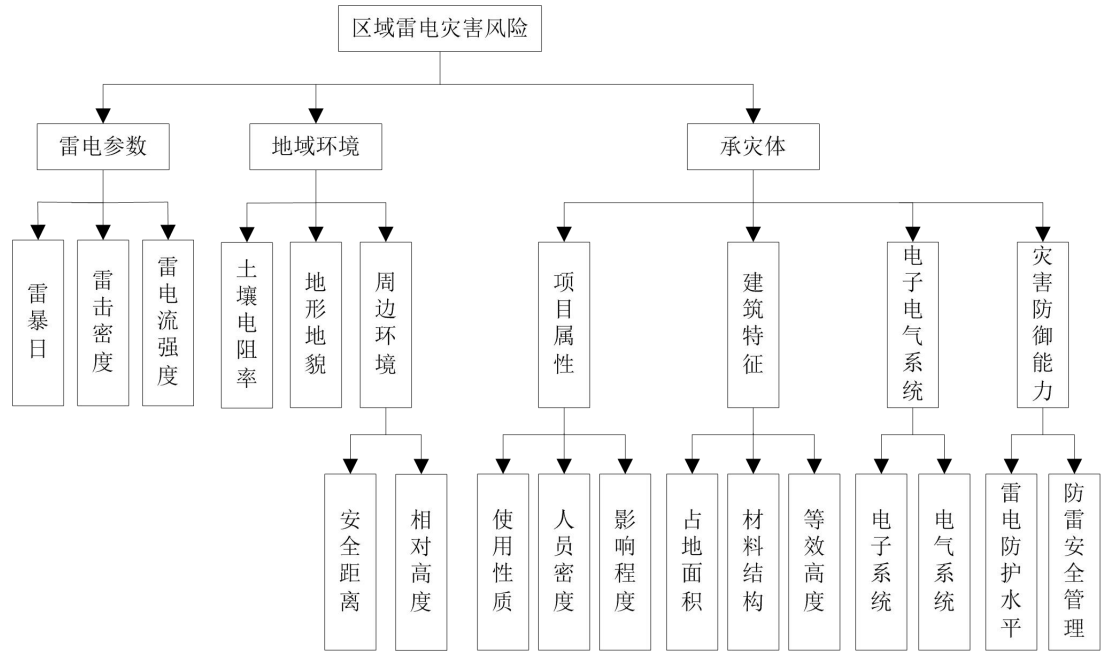 区域雷电灾害风险
雷电参数
地域环境
承灾体
雷暴日
雷击密度
雷电流强度
土壤电阻率
地形地貌
周边环境
项目属性
建筑特征
电子电气系统
灾害防御能力
安全距离
相对高度
使用性质
人员密度
影响程度
占地面积
材料结构
等效高度
电子系统
电气系统
雷电防护水平
防雷安全管理